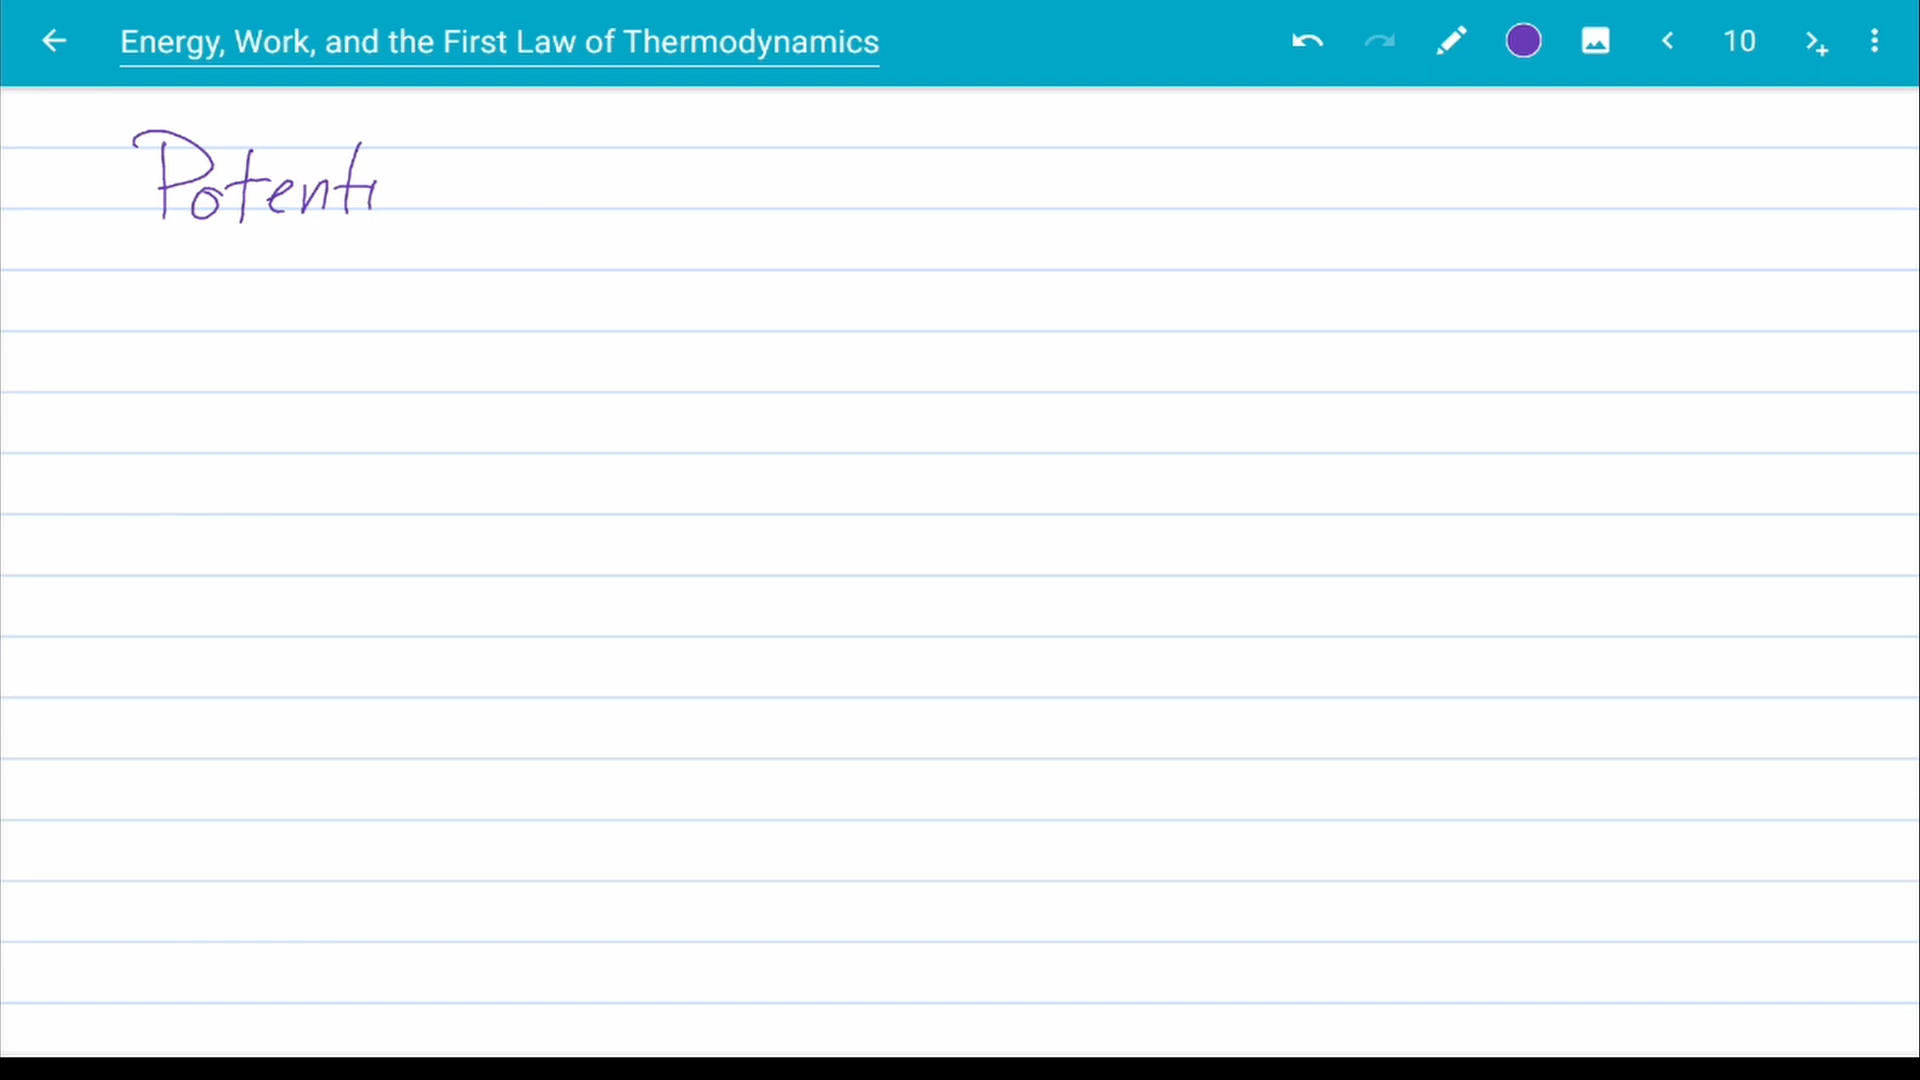 Energy, Work, and the First Law of Thermodynamics 10
Potenti